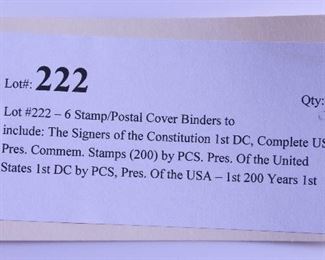 Lot#: 222
Qty:
Lot #222 – 6 Stamp/Postal Cover Binders to
include: The Signers of the Constitution 1st DC, Complete US
Pres. Commem. Stamps (200) by PCS. Pres. Of the United
States 1st DC by PCS, Pres. Of the USA – 1st 200 Years 1st